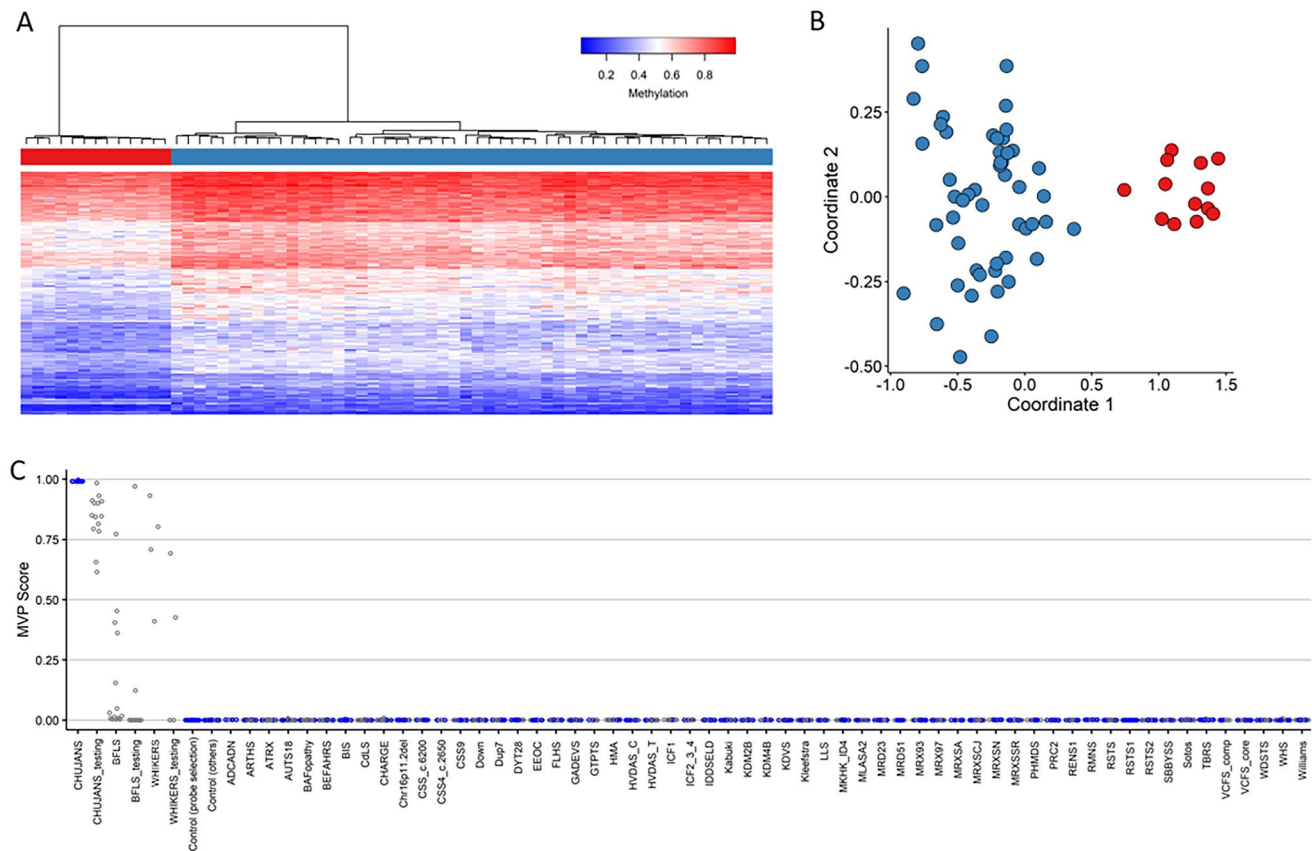 A
0.2 0.4 0.6 0.8
Methylation
B
0.25
0.00
-0.25
-0.50
Coordinate 2
-1.0 -0.5 0.0 0.5 1.0 1.5
Coordinate 1
C
1.00
0.75
0.50
0.25
0.00
MVP Score
CHUJANS
CHUJANS_testing
BFLS
BFLS_testing
WHIKERS
WHIKERS_testing
Control (probe selection)
Control (others)
ADCADN
ARTHS
ATRX
AUTS18
BAFopathy
BEFAHRS
BIS
CdLS
CHARGE
Chr16p11.2del
CSS_c.6200
CSS4_c.2650
CSS9
Down
Dup7
DYT28
EEOC
FLHS
GADEVS
GTPTS
HMA
HVDAS_C
HVDAS_T
ICF1
ICF2_3_4
IDDSELD
Kabuki
KDM2B
KDM4B
KDVS
Kleefstra
LLS
MKHK_ID4
MLASA2
MRD23
MRD51
MRX93
MRX97
MRXSA
MRXSCJ
MRXSN
MRXSSR
PHMDS
PRC2
RENS1
RMNS
RSTS
RSTS1
RSTS2
SBBYSS
Sotos
TBRS
VCFS_comp
VCFS_core
WDSTS
WHS
Williams